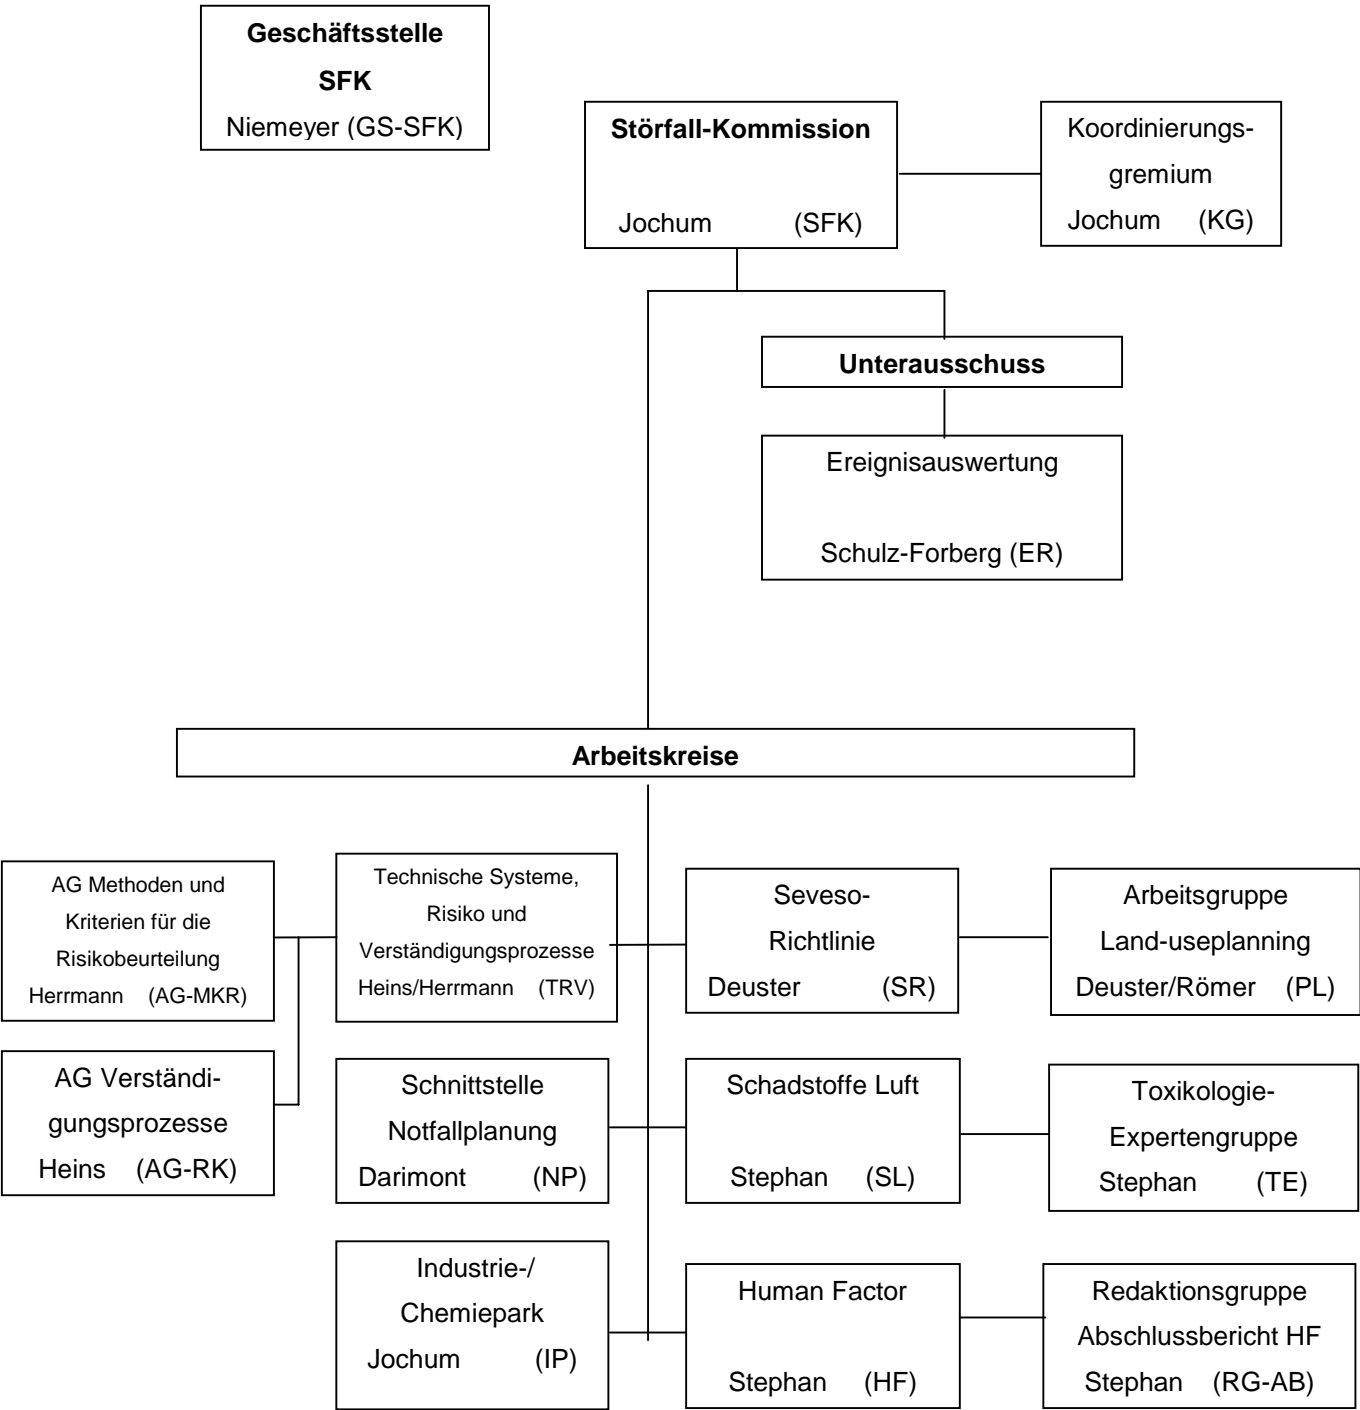 Geschäftsstelle
SFK
Niemeyer (GS-SFK)
Störfall-Kommission
Jochum (SFK)
Koordinierungs-
gremium
Jochum (KG)
Unterausschuss
Ereignisauswertung
Schulz-Forberg (ER)
Arbeitskreise
AG Methoden und
Kriterien für die
Risikobeurteilung
Herrmann (AG-MKR)
Technische Systeme,
Risiko und
Verständigungsprozesse
Heins/Herrmann (TRV)
Seveso-
Richtlinie
Deuster (SR)
Arbeitsgruppe
Land-useplanning
Deuster/Römer (PL)
AG Verständi-
gungsprozesse
Heins (AG-RK)
Schnittstelle
Notfallplanung
Darimont (NP)
Schadstoffe Luft
Stephan (SL)
Toxikologie-
Expertengruppe
Stephan (TE)
Industrie-/
Chemiepark
Jochum (IP)
Human Factor
Stephan (HF)
Redaktionsgruppe
Abschlussbericht HF
Stephan (RG-AB)